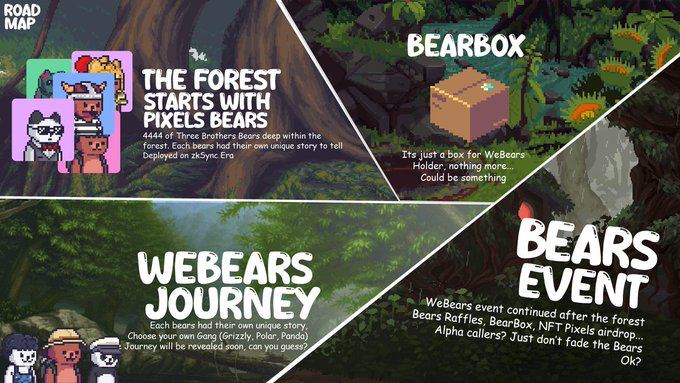 ROAD
MAP
THE FOREST
STARTS WITH
PIXELS BEARS
4444 of Three Brothers Bears deep within the
forest. Each bears had their own unique story to tell
Deployed on zkSync Era
BEARBOX
Its just a box for WeBears
Holder, nothing more...
Could be something
WEBEARS
JOURNEY
Each bears had their own unique story,
Choose your own Gang (Grizzly, Polar, Panda)
Journey will be revealed soon, can you guess?
BEARS
EVENT
WeBears event continued after the forest
Bears Raffles, BearBox, NFT Pixels airdrop...
Alpha callers? Just don't fade the Bears
Ok?